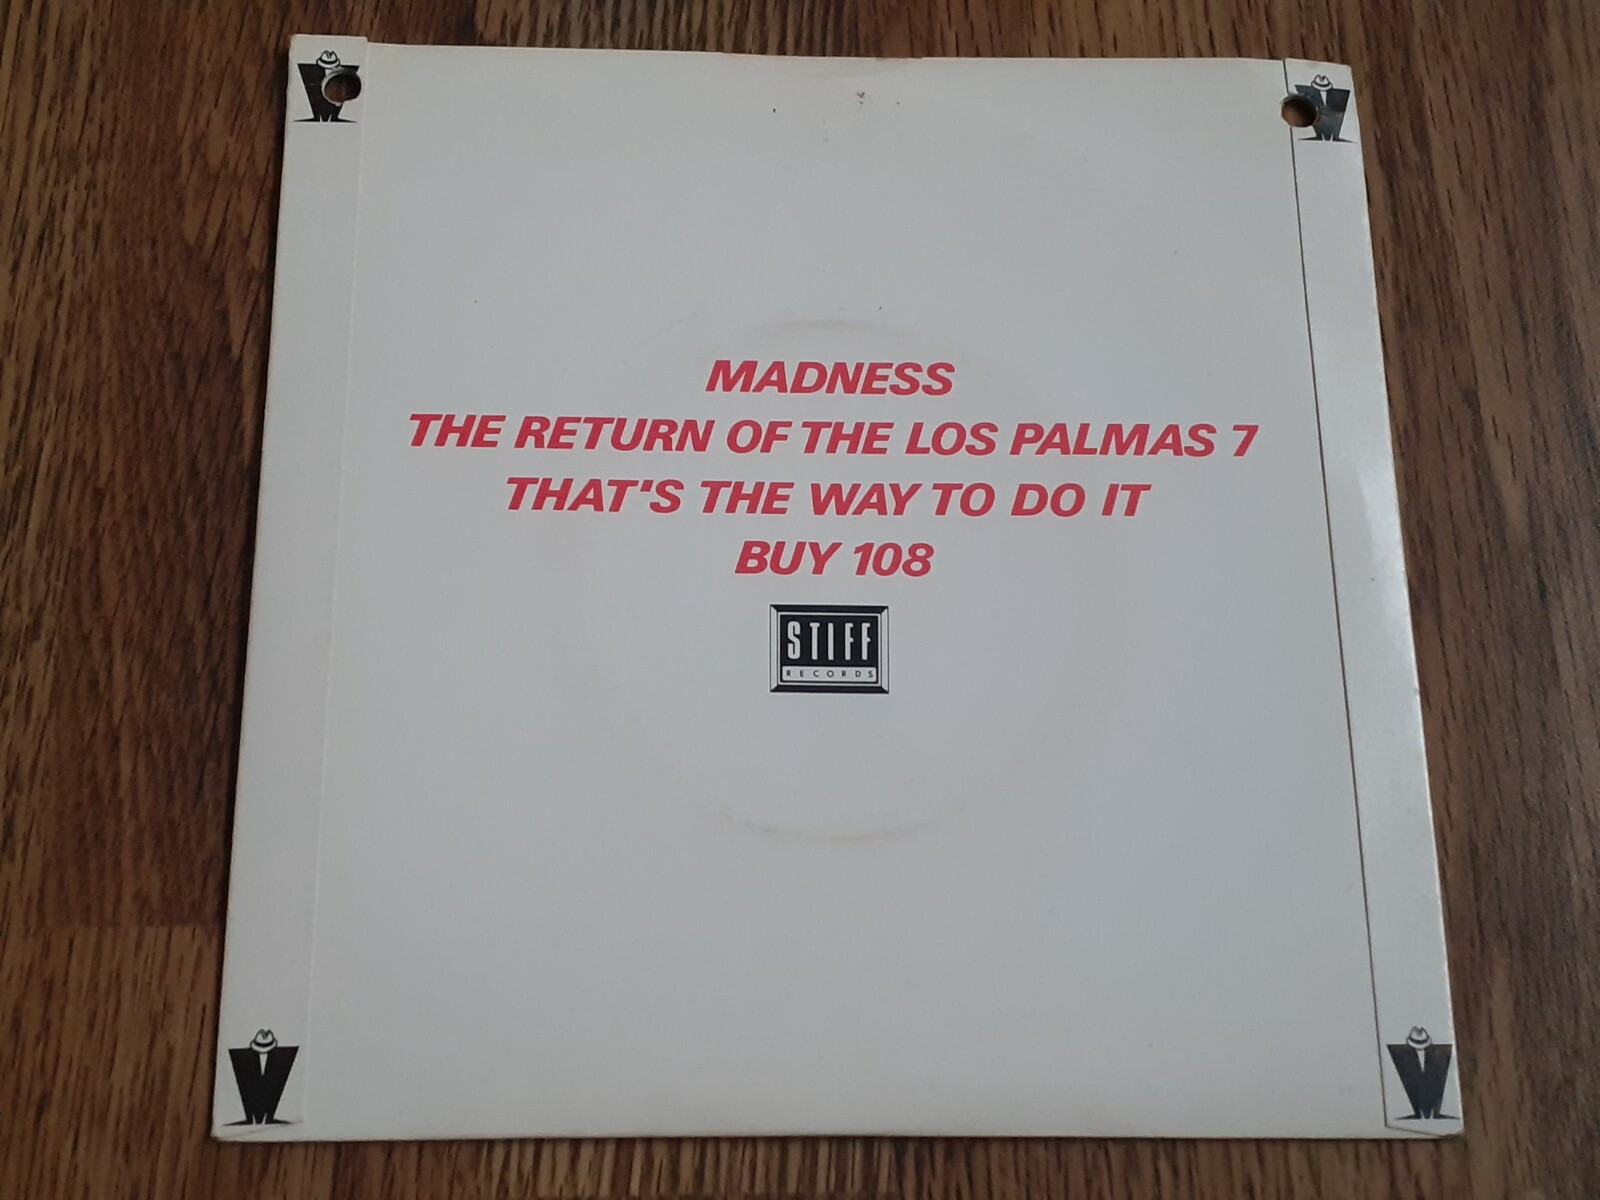 MADNESS
THE RETURN OF THE LOS PALMAS 7
THAT'S THE WAY TO DO IT
BUY 108
STIFF
RECORDS